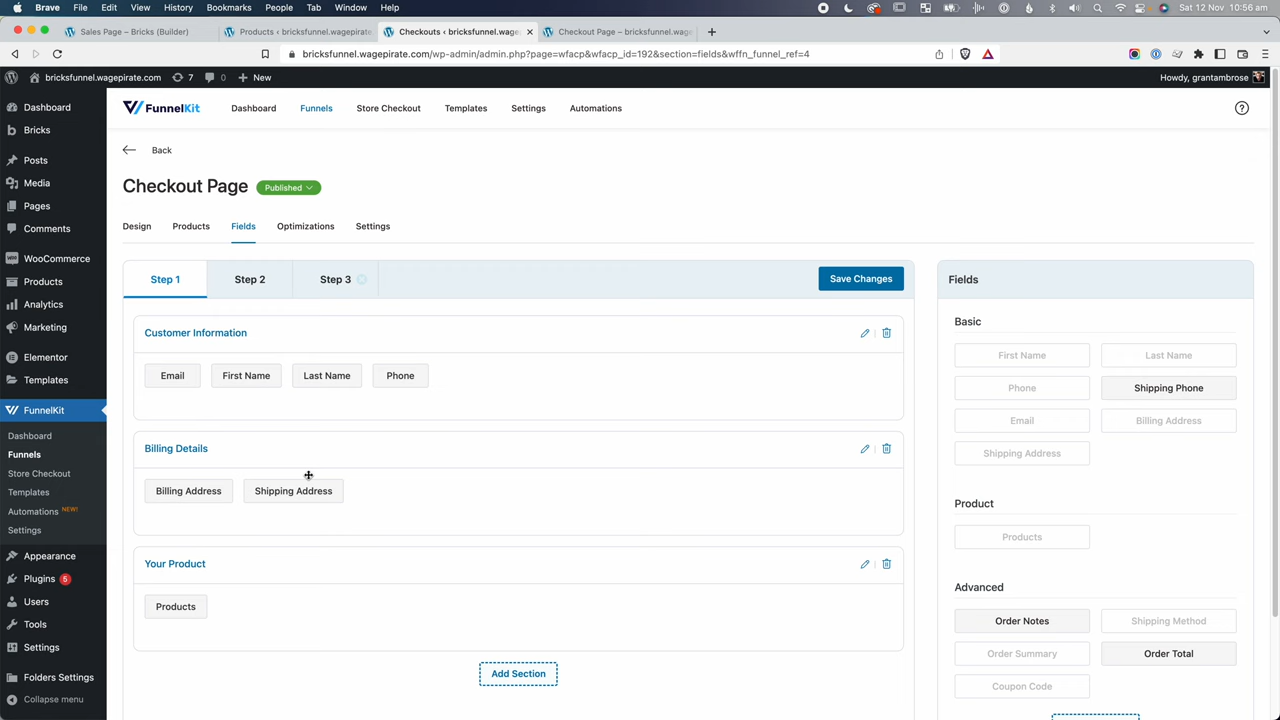 Brave File Edit View History Bookmarks People Tab Window Help Sat 12 Nov 10:56 am
Sales Page – Bricks (Builder) Products ‹ bricksfunnel.wagepirate. Checkouts ‹ bricksfunnel.wage Checkout Page – bricksfunnel.wage
bricksfunnel.wagepirate.com/wp-admin/admin.php?page=wfacp&wfacp_id=192&section=fields&wffn_funnel_ref=4
bricksfunnel.wagepirate.com 7 0 New Howdy, grantambrose
Dashboard
Bricks
Posts
Media
Pages
Comments
WooCommerce
Products
Analytics
Marketing
Elementor
Templates
FunnelKit
Dashboard
Funnels
Store Checkout
Templates
Automations NEW!
Settings
Appearance
Plugins 6
Users
Tools
Settings
Folders Settings
Collapse menu
FunnelKit Dashboard Funnels Store Checkout Templates Settings Automations
Back
Checkout Page Published
Design Products Fields Optimizations Settings
Step 1 Step 2 Step 3 Save Changes
Customer Information
Email First Name Last Name Phone
Billing Details
Billing Address Shipping Address
Your Product
Products
Add Section
Fields
Basic
First Name Last Name
Phone Shipping Phone
Email Billing Address
Shipping Address
Product
Products
Advanced
Order Notes Shipping Method
Order Summary Order Total
Coupon Code